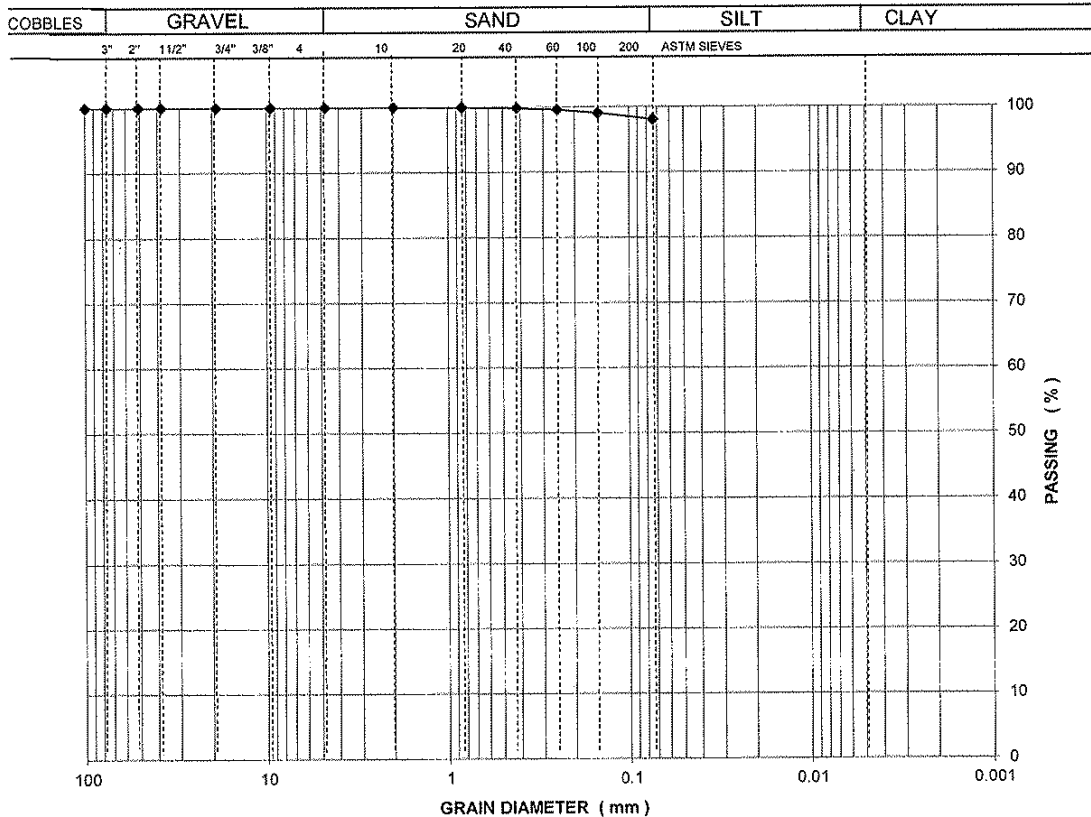 COBBLES GRAVEL SAND SILT CLAY
3" 2" 1 1/2" 3/4" 3/8" 4 10 20 40 60 100 200 ASTM SIEVES
100
90
80
70
60
50
40
30
20
10
0
PASSING ( % )
100 10 1 0.1 0.01 0.001
GRAIN DIAMETER ( mm )